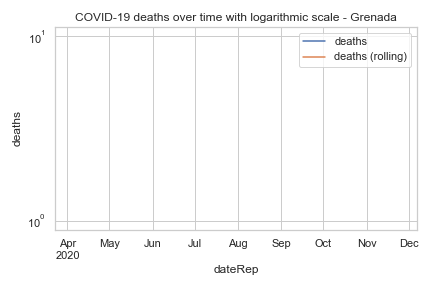 COVID-19 deaths over time with logarithmic scale - Grenada
10¹
deaths
deaths (rolling)
deaths
10⁰
Apr May Jun Jul Aug Sep Oct Nov Dec
2020
dateRep